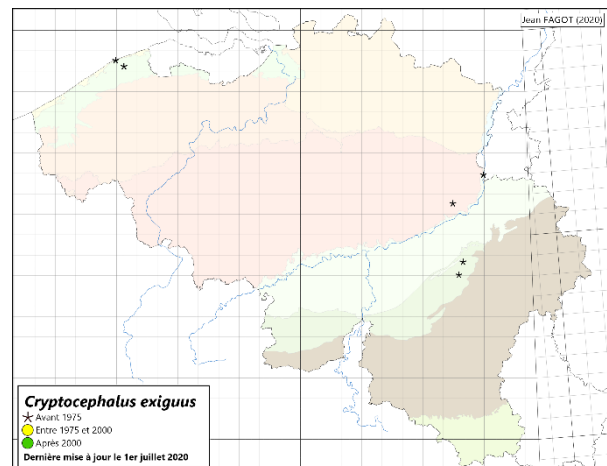 Jean FAGOT (2020)
Cryptocephalus exiguus
Avant 1975
Entre 1975 et 2000
Après 2000
Dernière mise à jour le 1er juillet 2020